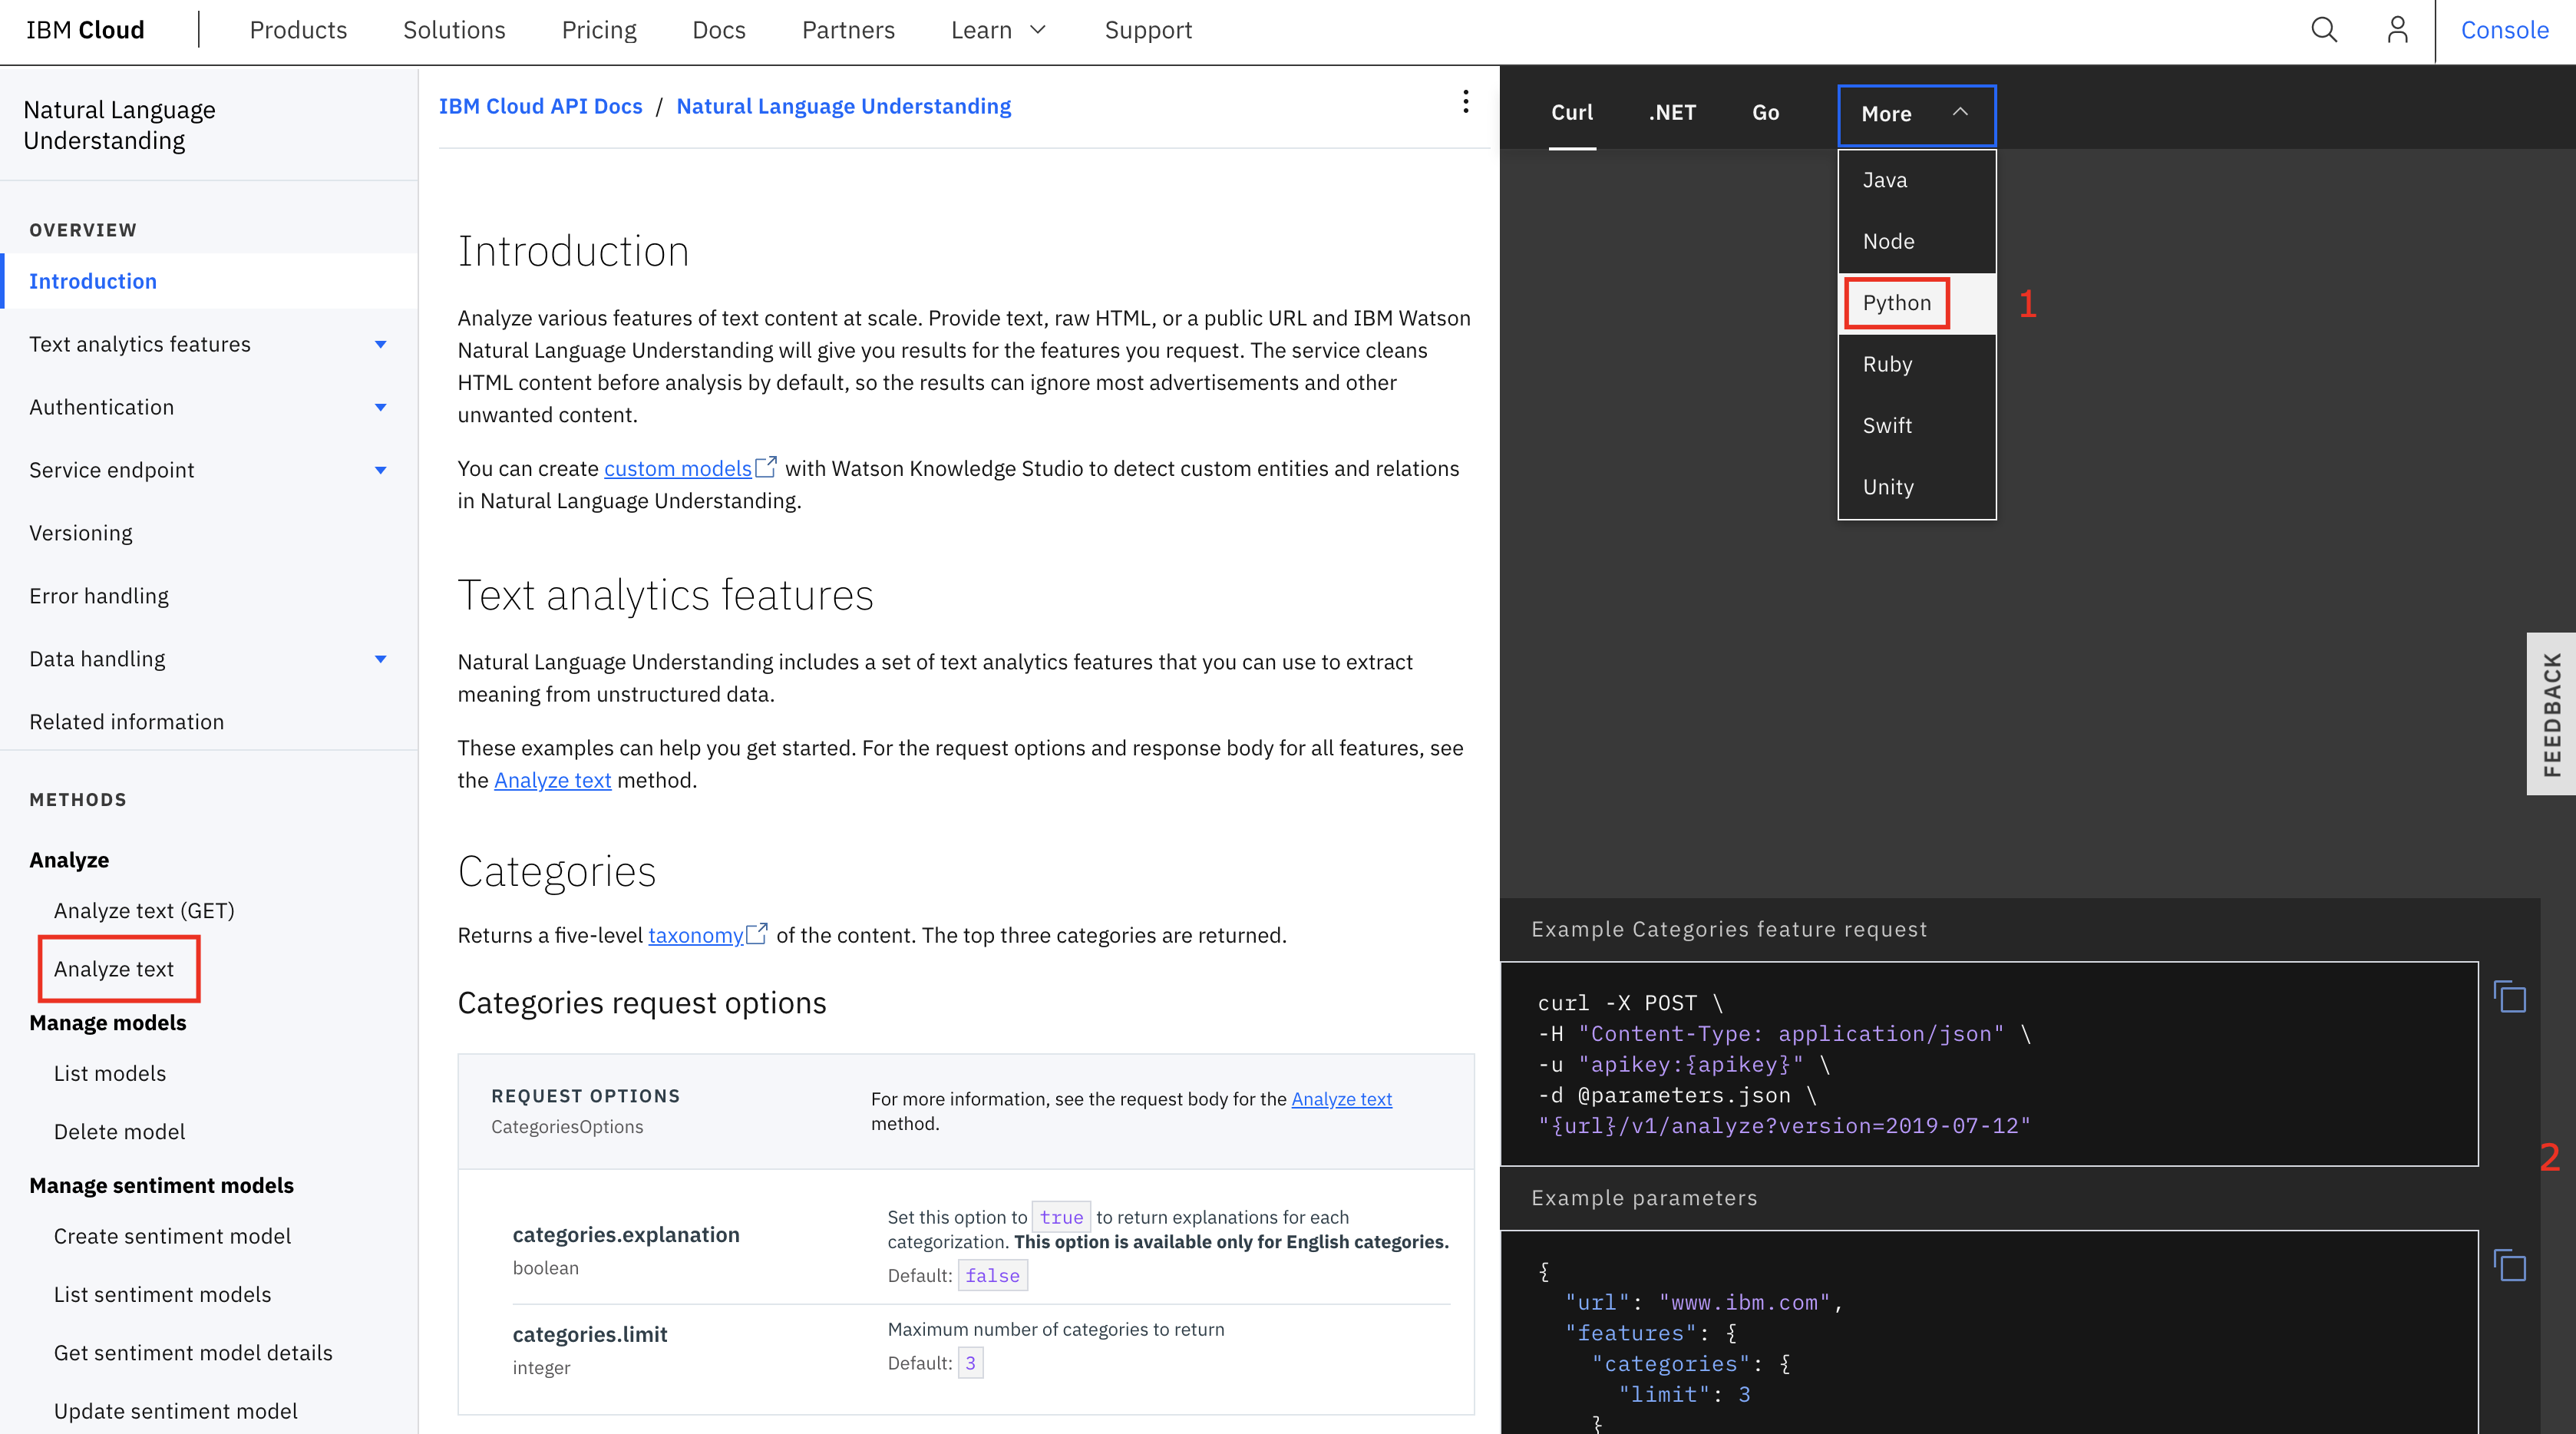 IBM Cloud
Products
Solutions
Pricing
Docs
Partners
Learn
Support
Console
Natural Language
Understanding
OVERVIEW
Introduction
Text analytics features
Authentication
Service endpoint
Versioning
Error handling
Data handling
Related information
METHODS
Analyze
Analyze text (GET)
Analyze text
Manage models
List models
Delete model
Manage sentiment models
Create sentiment model
List sentiment models
Get sentiment model details
Update sentiment model
IBM Cloud API Docs / Natural Language Understanding
Introduction
Analyze various features of text content at scale. Provide text, raw HTML, or a public URL and IBM Watson
Natural Language Understanding will give you results for the features you request. The service cleans
HTML content before analysis by default, so the results can ignore most advertisements and other
unwanted content.
You can create custom models with Watson Knowledge Studio to detect custom entities and relations
in Natural Language Understanding.
Text analytics features
Natural Language Understanding includes a set of text analytics features that you can use to extract
meaning from unstructured data.
These examples can help you get started. For the request options and response body for all features, see
the Analyze text method.
Categories
Returns a five-level taxonomy of the content. The top three categories are returned.
Categories request options
REQUEST OPTIONS
CategoriesOptions
For more information, see the request body for the Analyze text
method.
categories.explanation
boolean
Set this option to true to return explanations for each
categorization. This option is available only for English categories.
Default: false
categories.limit
integer
Maximum number of categories to return
Default: 3
Curl
.NET
Go
More
Java
Node
Python
1
Ruby
Swift
Unity
FEEDBACK
Example Categories feature request
curl -X POST \
-H "Content-Type: application/json" \
-u "apikey:{apikey}" \
-d @parameters.json \
"{url}/v1/analyze?version=2019-07-12"
2
Example parameters
{
"url": "www.ibm.com",
"features": {
"categories": {
"limit": 3
}